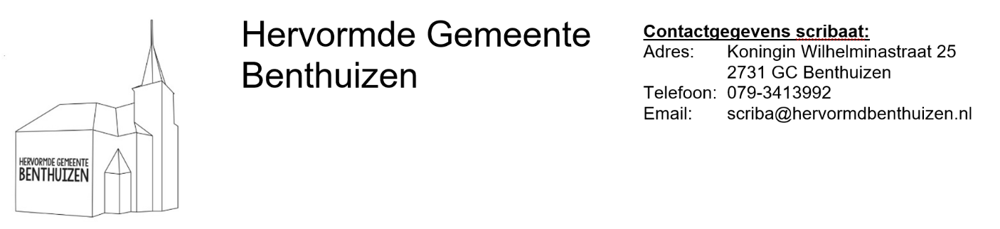 Hervormde Gemeente
Benthuizen
Contactgegevens scribaat:
Adres: Koningin Wilhelminastraat 25
2731 GC Benthuizen
Telefoon: 079-3413992
Email: scriba@hervormdbenthuizen.nl
HERVORMDE GEMEENTE
BENTHUIZEN